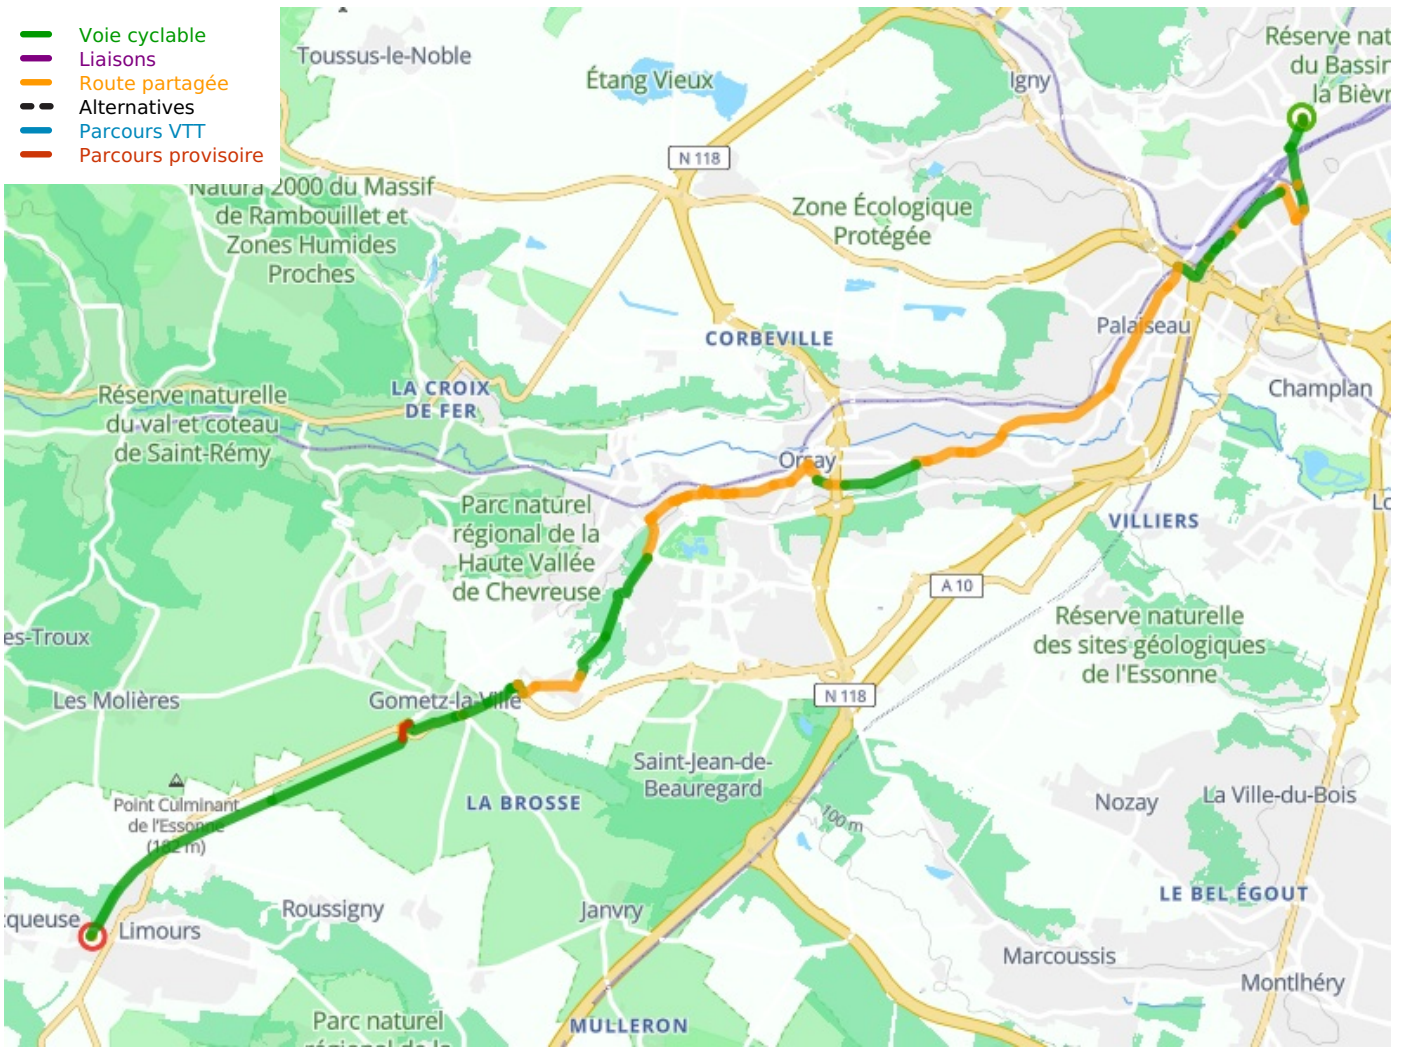 Voie cyclable
Liaisons
Route partagée
Alternatives
Parcours VTT
Parcours provisoire
Toussus-le-Noble
Étang Vieux
Igny
Réserve nat
du Bassin
la Bièvr
N 118
Natura 2000 du Massif
de Rambouillet et
Zones Humides
Proches
Zone Écologique
Protégée
CORBEVILLE
Palaiseau
LA CROIX
DE FER
Champlan
Réserve naturelle
du val et coteau
de Saint-Rémy
Orsay
Parc naturel
régional de la
Haute Vallée
de Chevreuse
VILLIERS
A 10
Réserve naturelle
des sites géologiques
de l'Essonne
es-Troux
Les Molières
Gometz-la-Ville
N 118
Saint-Jean-de-
Beauregard
Point Culminant
de l'Essonne
(182 m)
LA BROSSE
100 m
Nozay
La Ville-du-Bois
LE BEL ÉGOUT
cqueuse
Limours
Roussigny
Janvry
Marcoussis
Montlhéry
MULLERON
Parc naturel
régional de la